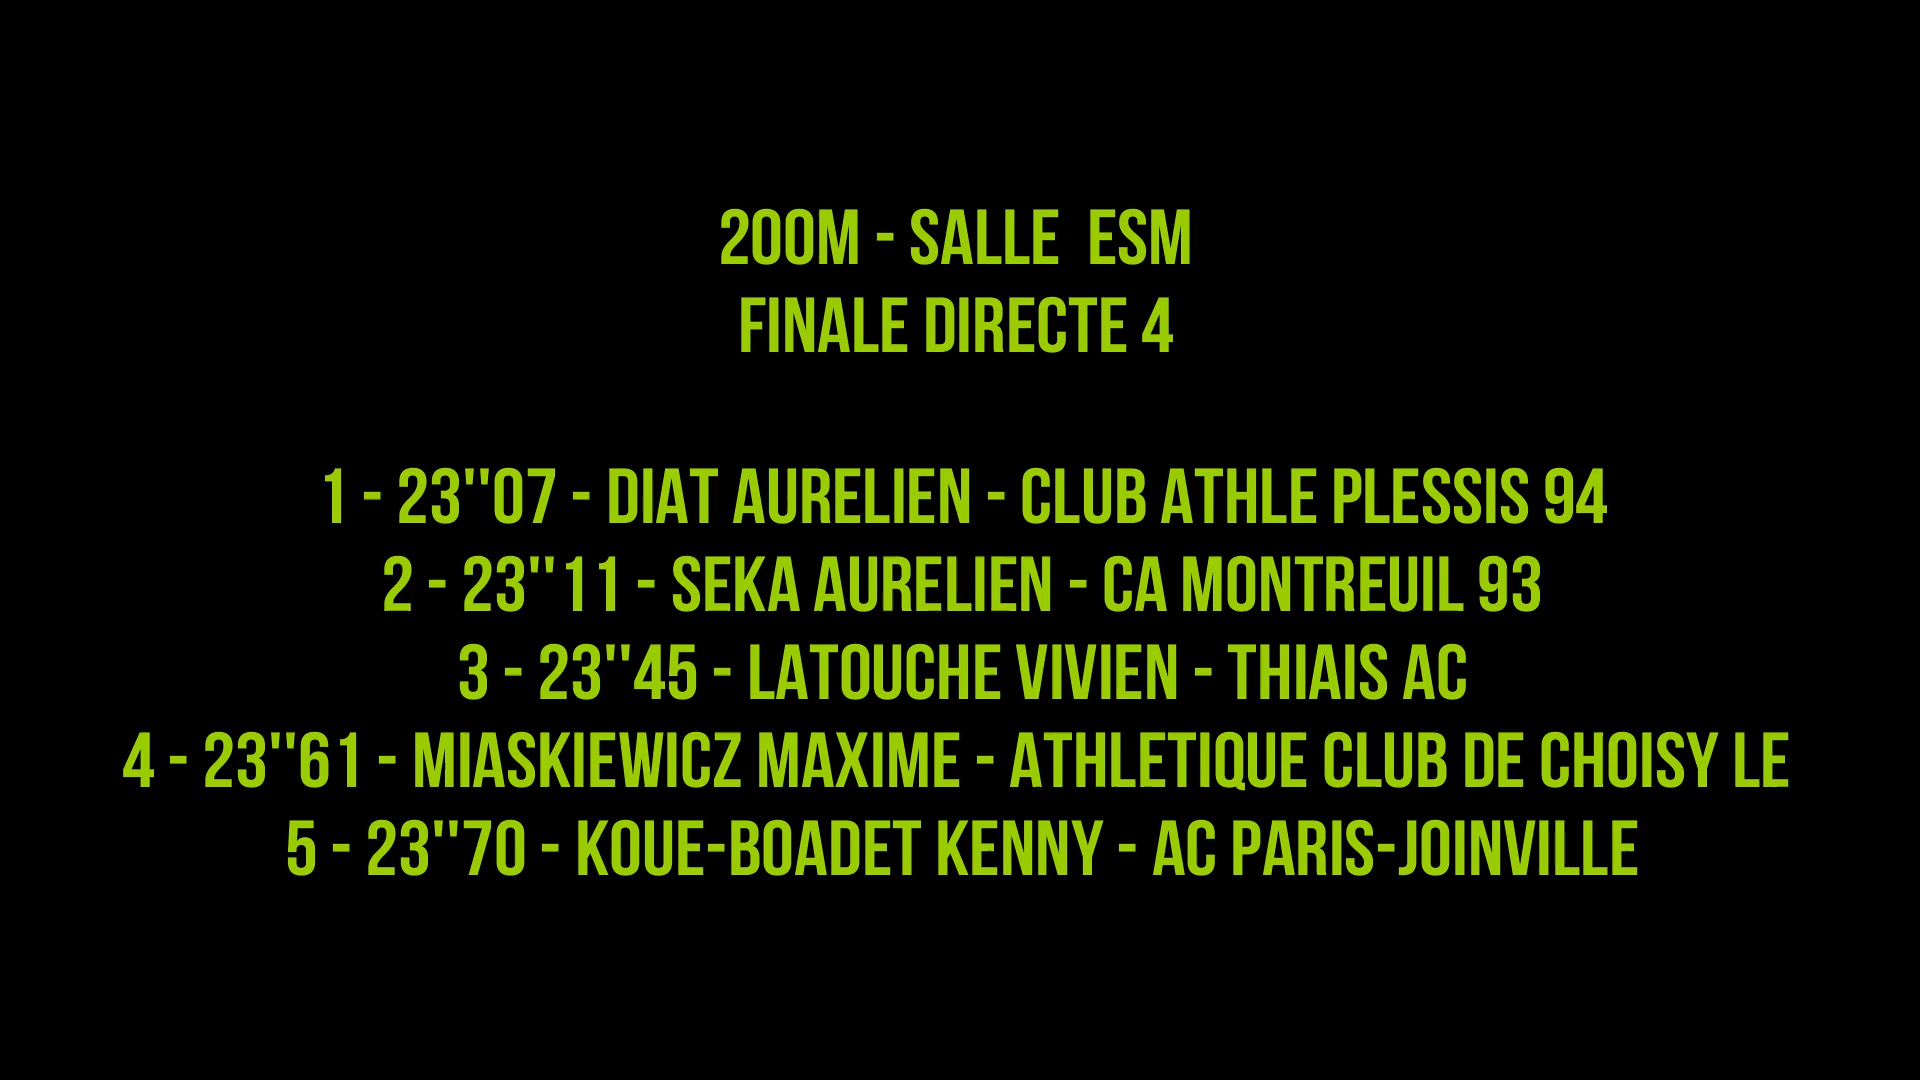 200M - SALLE  ESM
FINALE DIRECTE 4
1 - 23''07 - DIAT AURELIEN - CLUB ATHLE PLESSIS 94
2 - 23''11 - SEKA AURELIEN - CA MONTREUIL 93
3 - 23''45 - LATOUCHE VIVIEN - THIAIS AC
4 - 23''61 - MIASKIEWICZ MAXIME - ATHLETIQUE CLUB DE CHOISY LE
5 - 23''70 - KOUE-BOADET KENNY - AC PARIS-JOINVILLE